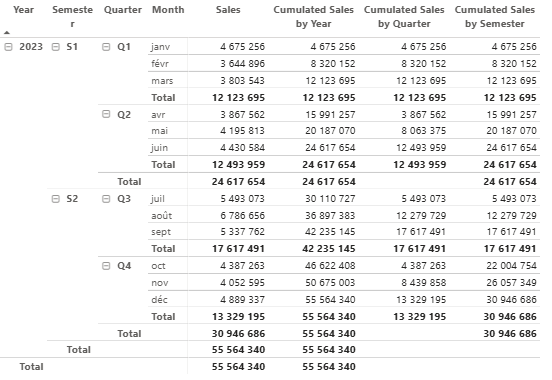 Year Semeste r Quarter Month Sales Cumulated Sales by Year Cumulated Sales by Quarter Cumulated Sales by Semester
2023 S1 Q1 janv 4 675 256 4 675 256 4 675 256 4 675 256
févr 3 644 896 8 320 152 8 320 152 8 320 152
mars 3 803 543 12 123 695 12 123 695 12 123 695
Total 12 123 695 12 123 695 12 123 695 12 123 695
Q2 avr 3 867 562 15 991 257 3 867 562 15 991 257
mai 4 195 813 20 187 070 8 063 375 20 187 070
juin 4 430 584 24 617 654 12 493 959 24 617 654
Total 12 493 959 24 617 654 12 493 959 24 617 654
Total 24 617 654 24 617 654 24 617 654
S2 Q3 juil 5 493 073 30 110 727 5 493 073 5 493 073
août 6 786 656 36 897 383 12 279 729 12 279 729
sept 5 337 762 42 235 145 17 617 491 17 617 491
Total 17 617 491 42 235 145 17 617 491 17 617 491
Q4 oct 4 387 263 46 622 408 4 387 263 22 004 754
nov 4 052 595 50 675 003 8 439 858 26 057 349
déc 4 889 337 55 564 340 13 329 195 30 946 686
Total 13 329 195 55 564 340 13 329 195 30 946 686
Total 30 946 686 55 564 340 30 946 686
Total 55 564 340 55 564 340
Total 55 564 340 55 564 340